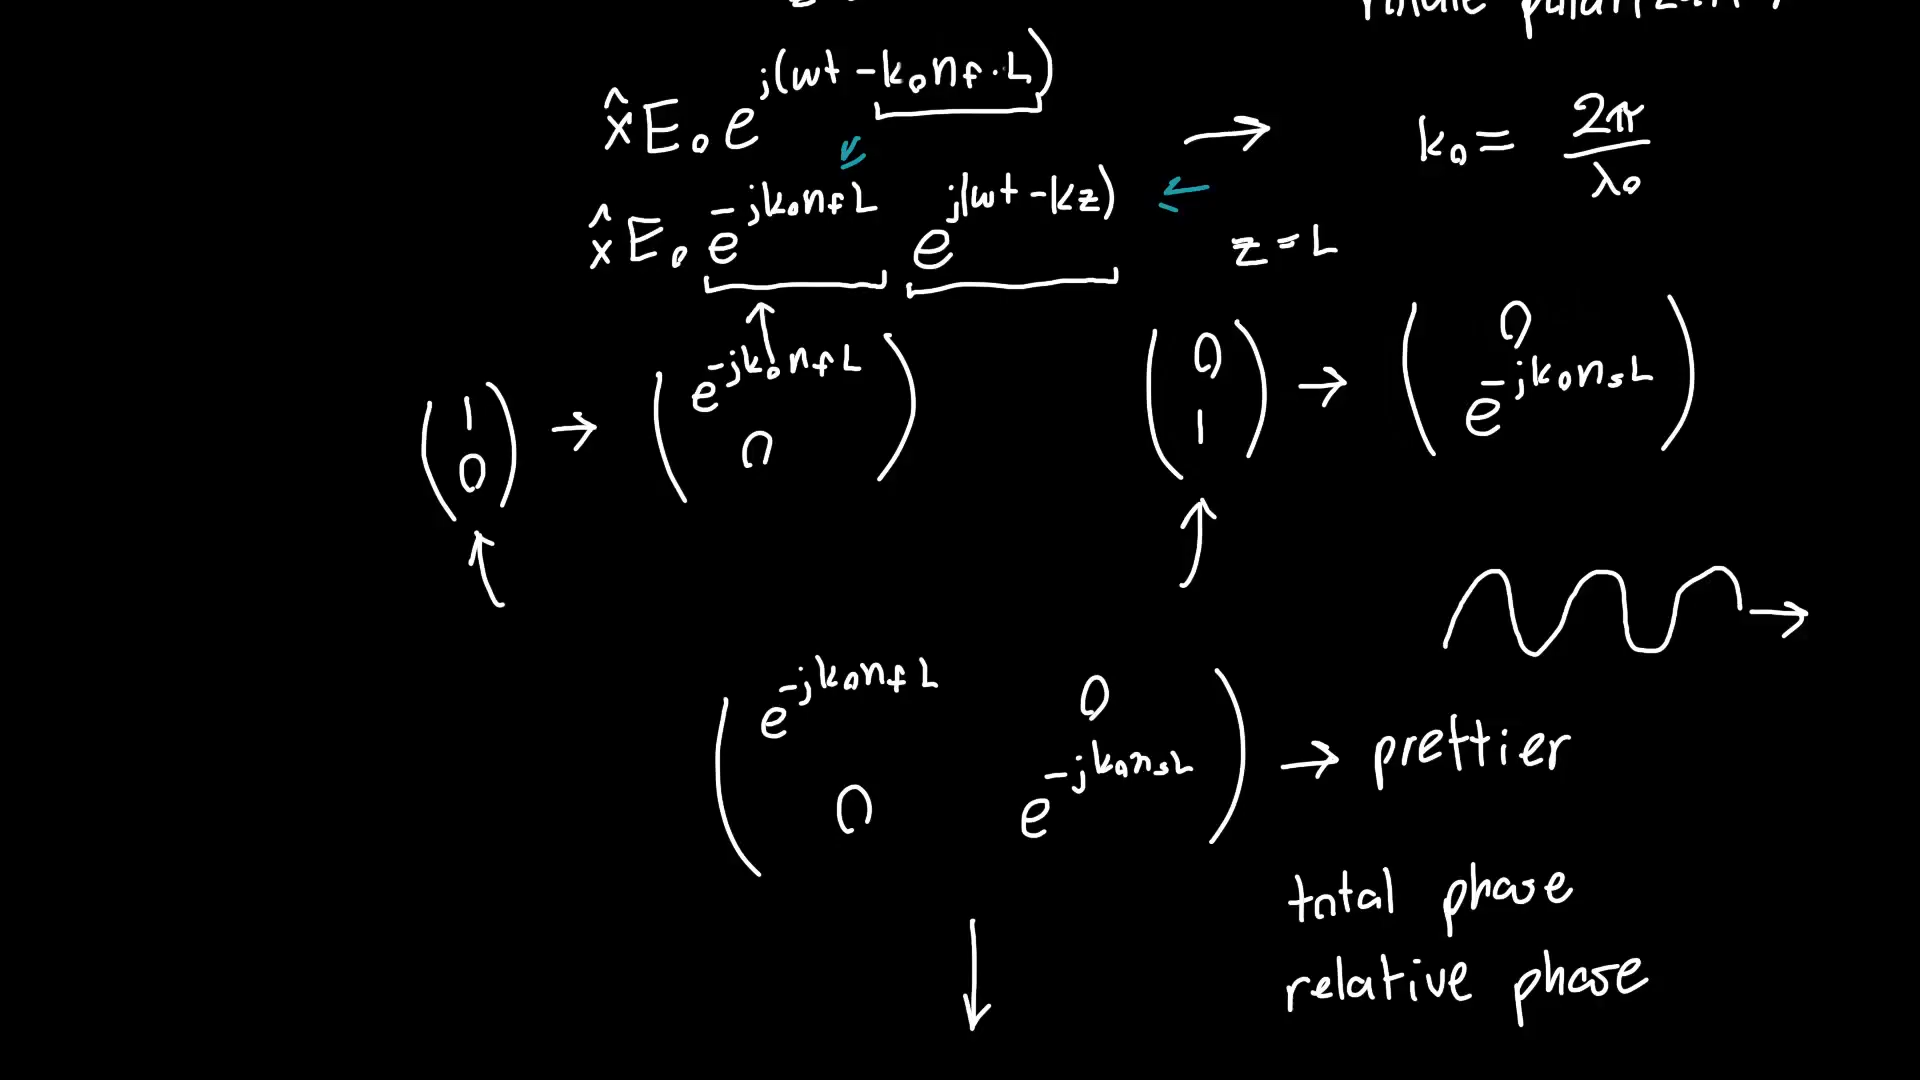 x̂E₀e^{j(ωt - k₀n_f · L)}
k₀ = 2π/λ₀
x̂E₀e^{-jk₀n_fL} e^{j(ωt - kz)}
z = L
(1 0) → (e^{-jk₀n_fL} 0)
(0 1) → (0 e^{-jk₀n_sL})
(e^{-jk₀n_fL} 0
0 e^{-jk₀n_sL}) → prettier
total phase
relative phase